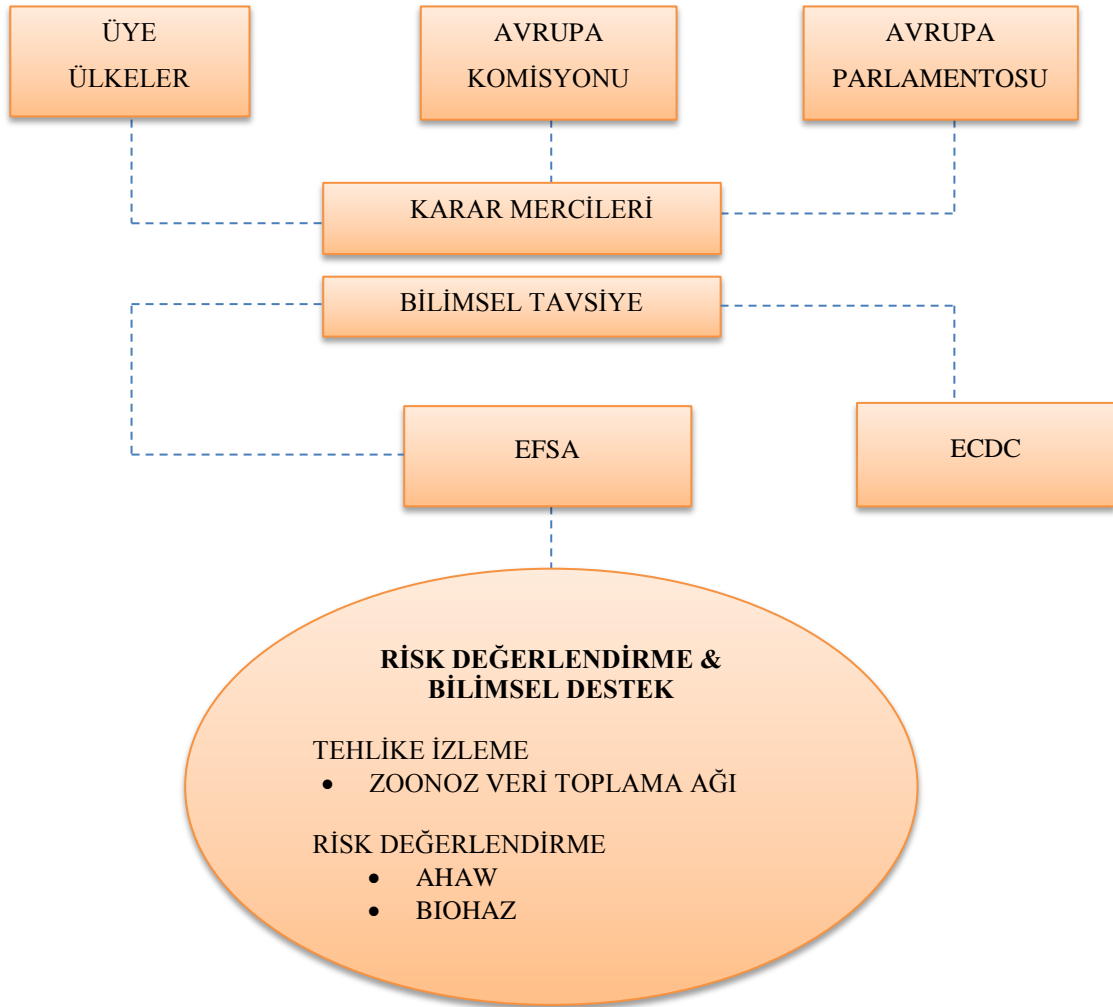 ÜYE
ÜLKELER
AVRUPA
KOMİSYONU
AVRUPA
PARLAMENTOSU
KARAR MERCİLERİ
BİLİMSEL TAVSİYE
EFSA
ECDC
RİSK DEĞERLENDİRME &
BİLİMSEL DESTEK
TEHLİKE İZLEME
• ZOONOZ VERİ TOPLAMA AĞI
RİSK DEĞERLENDİRME
• AHAW
• BIOHAZ